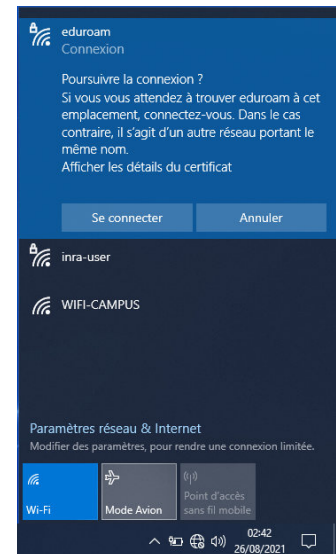 eduroam
Connexion
Poursuivre la connexion ?
Si vous vous attendez à trouver eduroam à cet
emplacement, connectez-vous. Dans le cas
contraire, il s'agit d'un autre réseau portant le
même nom.
Afficher les détails du certificat
Se connecter
Annuler
inra-user
WIFI-CAMPUS
Paramètres réseau & Internet
Modifier des paramètres, pour rendre une connexion limitée.
Wi-Fi
Mode Avion
Point d'accès
sans fil mobile
02:42
26/08/2021